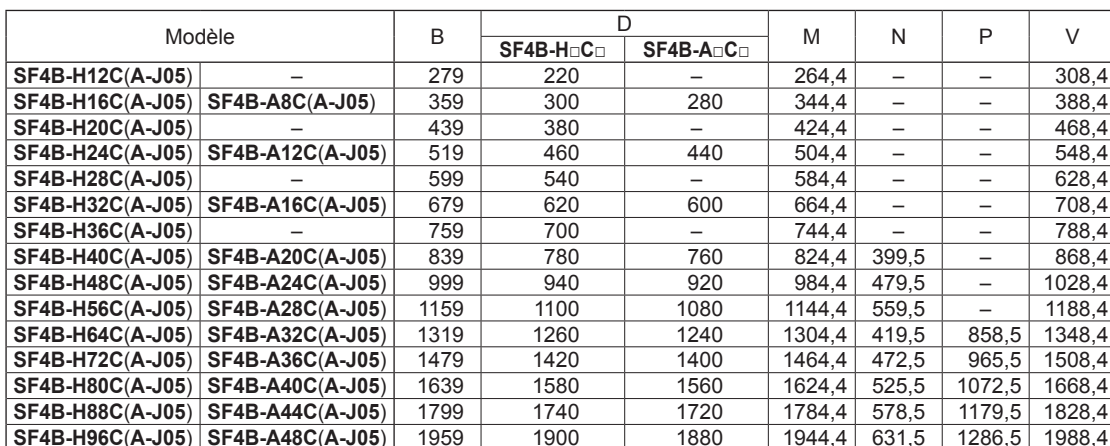 Modèle B D M N P V
SF4B-H□C□ SF4B-A□C□
SF4B-H12C(A-J05) – 279 220 – 264,4 – – 308,4
SF4B-H16C(A-J05) SF4B-A8C(A-J05) 359 300 280 344,4 – – 388,4
SF4B-H20C(A-J05) – 439 380 – 424,4 – – 468,4
SF4B-H24C(A-J05) SF4B-A12C(A-J05) 519 460 440 504,4 – – 548,4
SF4B-H28C(A-J05) – 599 540 – 584,4 – – 628,4
SF4B-H32C(A-J05) SF4B-A16C(A-J05) 679 620 600 664,4 – – 708,4
SF4B-H36C(A-J05) – 759 700 – 744,4 – – 788,4
SF4B-H40C(A-J05) SF4B-A20C(A-J05) 839 780 760 824,4 399,5 – 868,4
SF4B-H48C(A-J05) SF4B-A24C(A-J05) 999 940 920 984,4 479,5 – 1028,4
SF4B-H56C(A-J05) SF4B-A28C(A-J05) 1159 1100 1080 1144,4 559,5 – 1188,4
SF4B-H64C(A-J05) SF4B-A32C(A-J05) 1319 1260 1240 1304,4 419,5 858,5 1348,4
SF4B-H72C(A-J05) SF4B-A36C(A-J05) 1479 1420 1400 1464,4 472,5 965,5 1508,4
SF4B-H80C(A-J05) SF4B-A40C(A-J05) 1639 1580 1560 1624,4 525,5 1072,5 1668,4
SF4B-H88C(A-J05) SF4B-A44C(A-J05) 1799 1740 1720 1784,4 578,5 1179,5 1828,4
SF4B-H96C(A-J05) SF4B-A48C(A-J05) 1959 1900 1880 1944,4 631,5 1286,5 1988,4